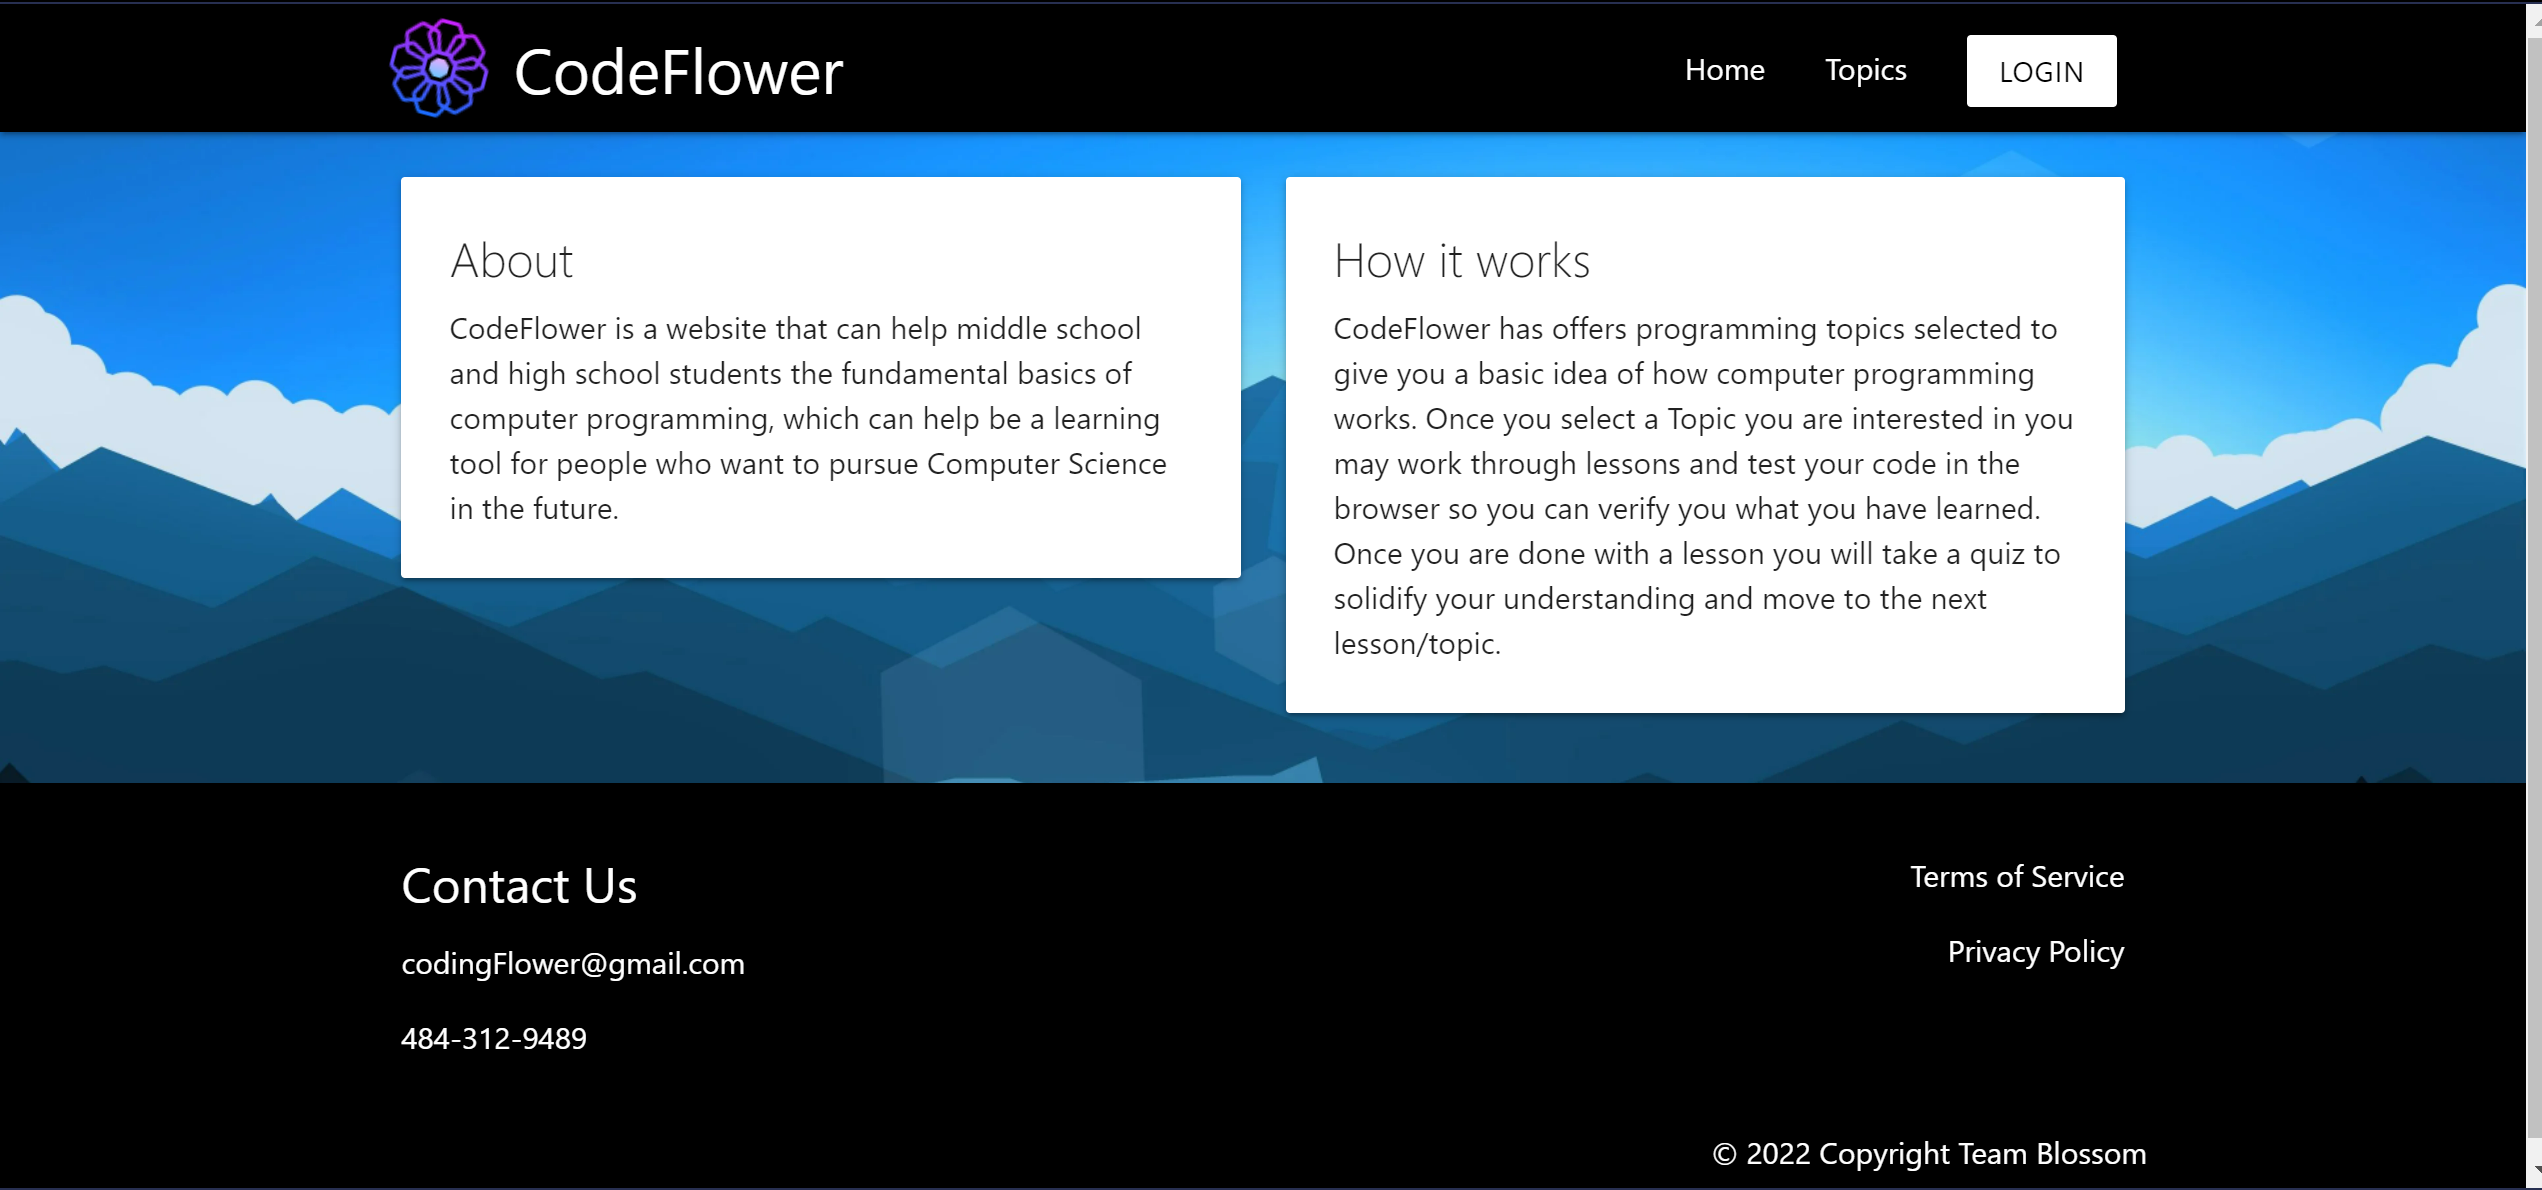 CodeFlower
Home
Topics
LOGIN
About
CodeFlower is a website that can help middle school
and high school students the fundamental basics of
computer programming, which can help be a learning
tool for people who want to pursue Computer Science
in the future.
How it works
CodeFlower has offers programming topics selected to
give you a basic idea of how computer programming
works. Once you select a Topic you are interested in you
may work through lessons and test your code in the
browser so you can verify you what you have learned.
Once you are done with a lesson you will take a quiz to
solidify your understanding and move to the next
lesson/topic.
Contact Us
codingFlower@gmail.com
484-312-9489
Terms of Service
Privacy Policy
© 2022 Copyright Team Blossom